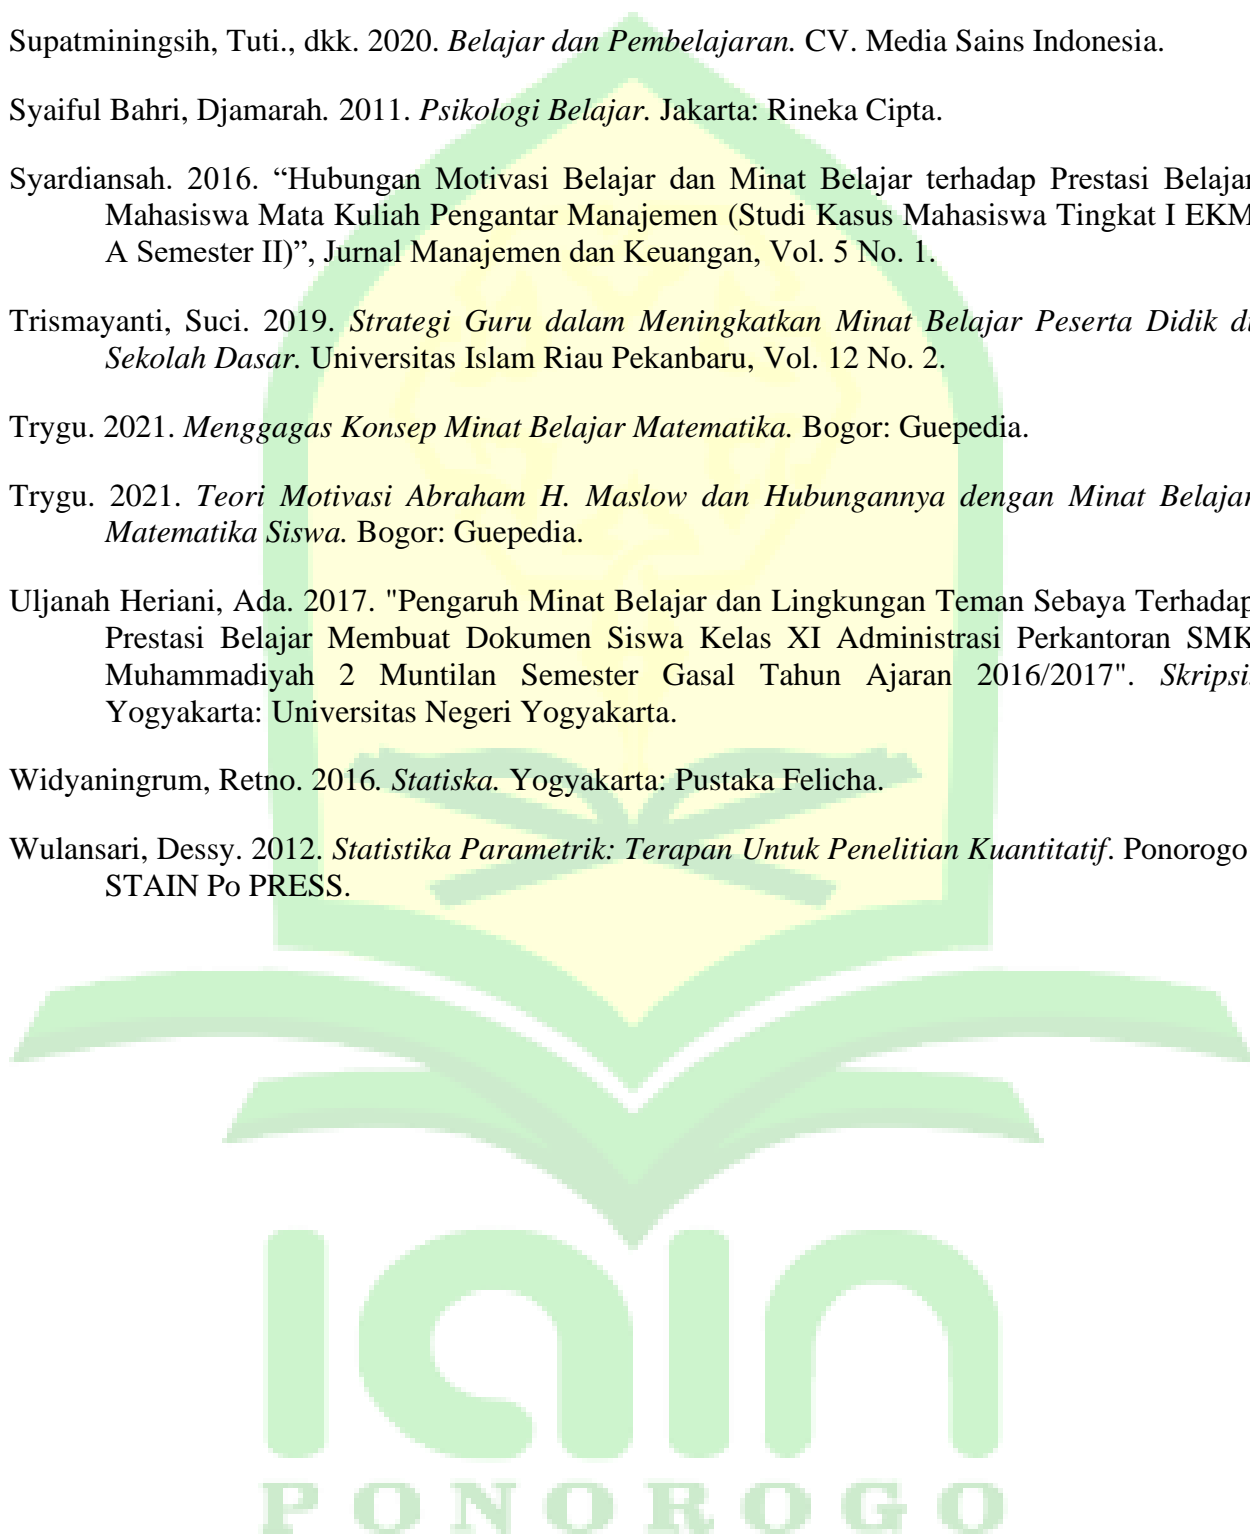 Supatminingsih, Tuti., dkk. 2020. Belajar dan Pembelajaran. CV. Media Sains Indonesia.
Syaiful Bahri, Djamarah. 2011. Psikologi Belajar. Jakarta: Rineka Cipta.
Syardiansah. 2016. “Hubungan Motivasi Belajar dan Minat Belajar terhadap Prestasi Belajar
Mahasiswa Mata Kuliah Pengantar Manajemen (Studi Kasus Mahasiswa Tingkat I EKM
A Semester II)”, Jurnal Manajemen dan Keuangan, Vol. 5 No. 1.
Trismayanti, Suci. 2019. Strategi Guru dalam Meningkatkan Minat Belajar Peserta Didik di
Sekolah Dasar. Universitas Islam Riau Pekanbaru, Vol. 12 No. 2.
Trygu. 2021. Menggagas Konsep Minat Belajar Matematika. Bogor: Guepedia.
Trygu. 2021. Teori Motivasi Abraham H. Maslow dan Hubungannya dengan Minat Belajar
Matematika Siswa. Bogor: Guepedia.
Uljanah Heriani, Ada. 2017. "Pengaruh Minat Belajar dan Lingkungan Teman Sebaya Terhadap
Prestasi Belajar Membuat Dokumen Siswa Kelas XI Administrasi Perkantoran SMK
Muhammadiyah 2 Muntilan Semester Gasal Tahun Ajaran 2016/2017". Skripsi.
Yogyakarta: Universitas Negeri Yogyakarta.
Widyaningrum, Retno. 2016. Statiska. Yogyakarta: Pustaka Felicha.
Wulansari, Dessy. 2012. Statistika Parametrik: Terapan Untuk Penelitian Kuantitatif. Ponorogo
STAIN Po PRESS.
iain
PONOROGO